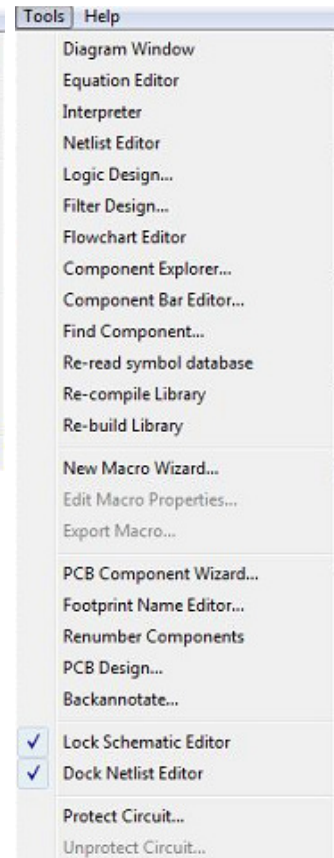 Tools Help
Diagram Window
Equation Editor
Interpreter
Netlist Editor
Logic Design...
Filter Design...
Flowchart Editor
Component Explorer...
Component Bar Editor...
Find Component...
Re-read symbol database
Re-compile Library
Re-build Library
New Macro Wizard...
Edit Macro Properties...
Export Macro...
PCB Component Wizard...
Footprint Name Editor...
Renumber Components
PCB Design...
Backannotate...
Lock Schematic Editor
Dock Netlist Editor
Protect Circuit...
Unprotect Circuit...